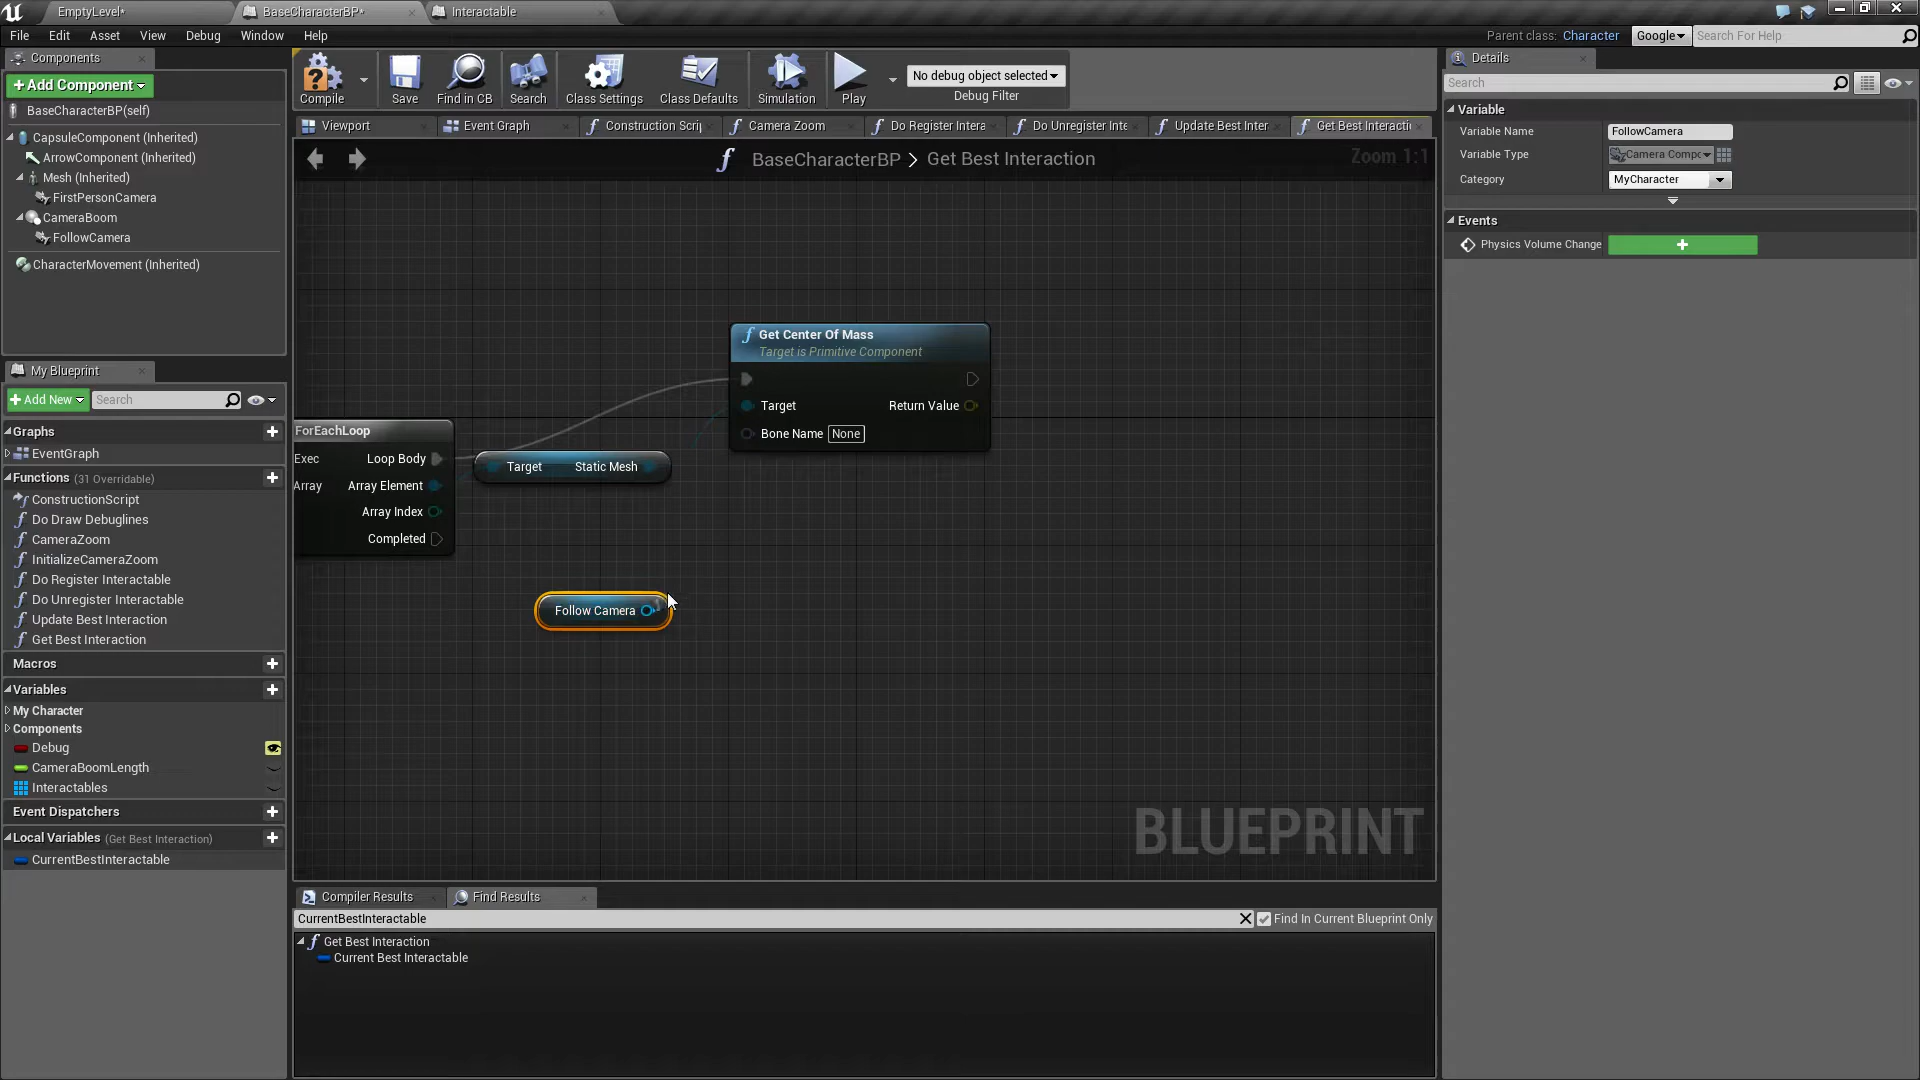 EmptyLevel*
BaseCharacterBP*
Interactable
File Edit Asset View Debug Window Help
Parent class: Character
Google
Search For Help
Components
+Add Component
BaseCharacterBP(self)
CapsuleComponent (Inherited)
ArrowComponent (Inherited)
Mesh (Inherited)
FirstPersonCamera
CameraBoom
FollowCamera
CharacterMovement (Inherited)
Compile
Save
Find in CB
Search
Class Settings
Class Defaults
Simulation
Play
No debug object selected
Debug Filter
Viewport
Event Graph
Construction Scrip
Camera Zoom
Do Register Intera
Do Unregister Inte
Update Best Inter
Get Best Interacti
BaseCharacterBP > Get Best Interaction
Zoom 1:1
Get Center Of Mass
Target is Primitive Component
Target
Return Value
Bone Name None
ForEachLoop
Exec
Loop Body
Array
Array Element
Array Index
Completed
Target Static Mesh
Follow Camera
BLUEPRINT
My Blueprint
+Add New
Search
Graphs
EventGraph
Functions (31 Overridable)
ConstructionScript
Do Draw Debuglines
CameraZoom
InitializeCameraZoom
Do Register Interactable
Do Unregister Interactable
Update Best Interaction
Get Best Interaction
Macros
Variables
My Character
Components
Debug
CameraBoomLength
Interactables
Event Dispatchers
Local Variables (Get Best Interaction)
CurrentBestInteractable
Compiler Results
Find Results
CurrentBestInteractable
Find In Current Blueprint Only
Get Best Interaction
Current Best Interactable
Details
Search
Variable
Variable Name FollowCamera
Variable Type Camera Compc
Category MyCharacter
Events
Physics Volume Change